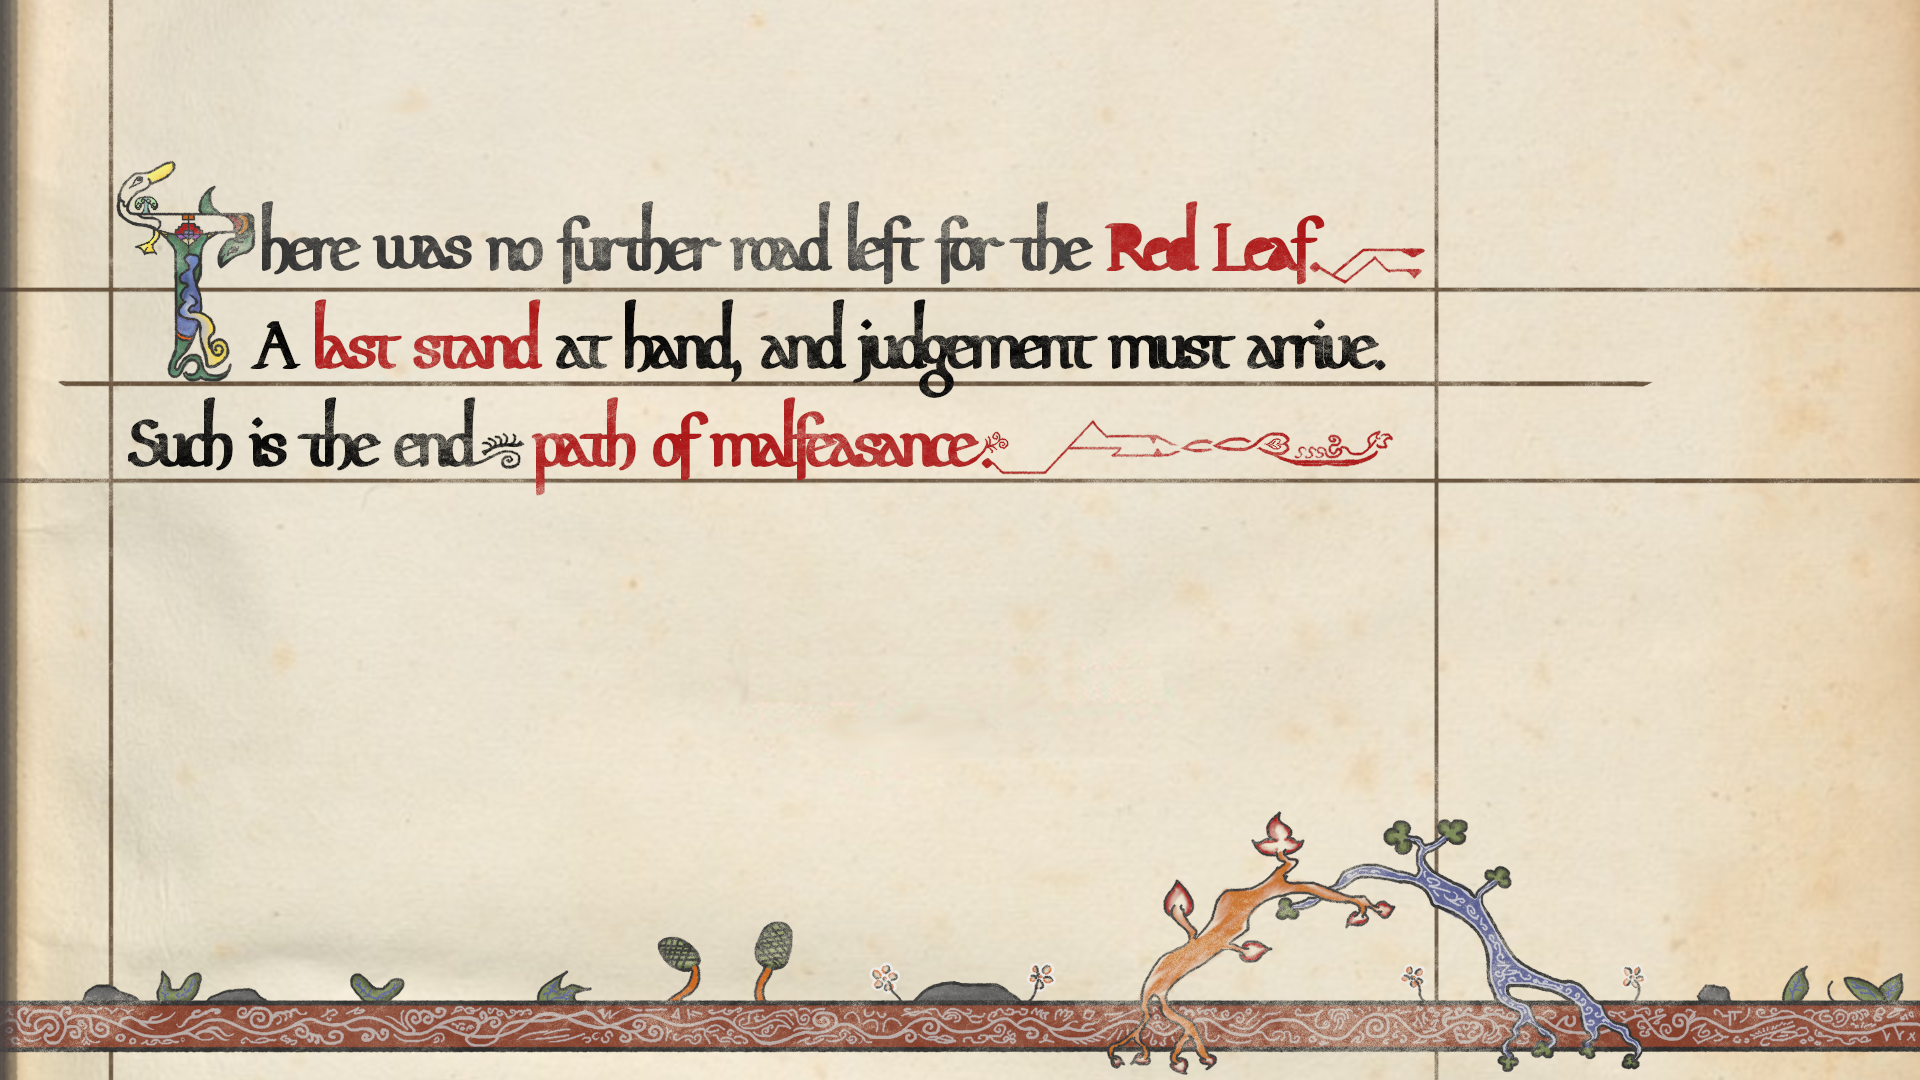 There was no further road left for the Red Leaf.
A last stand at hand, and judgement must arrive.
Such is the end path of malfeasance.